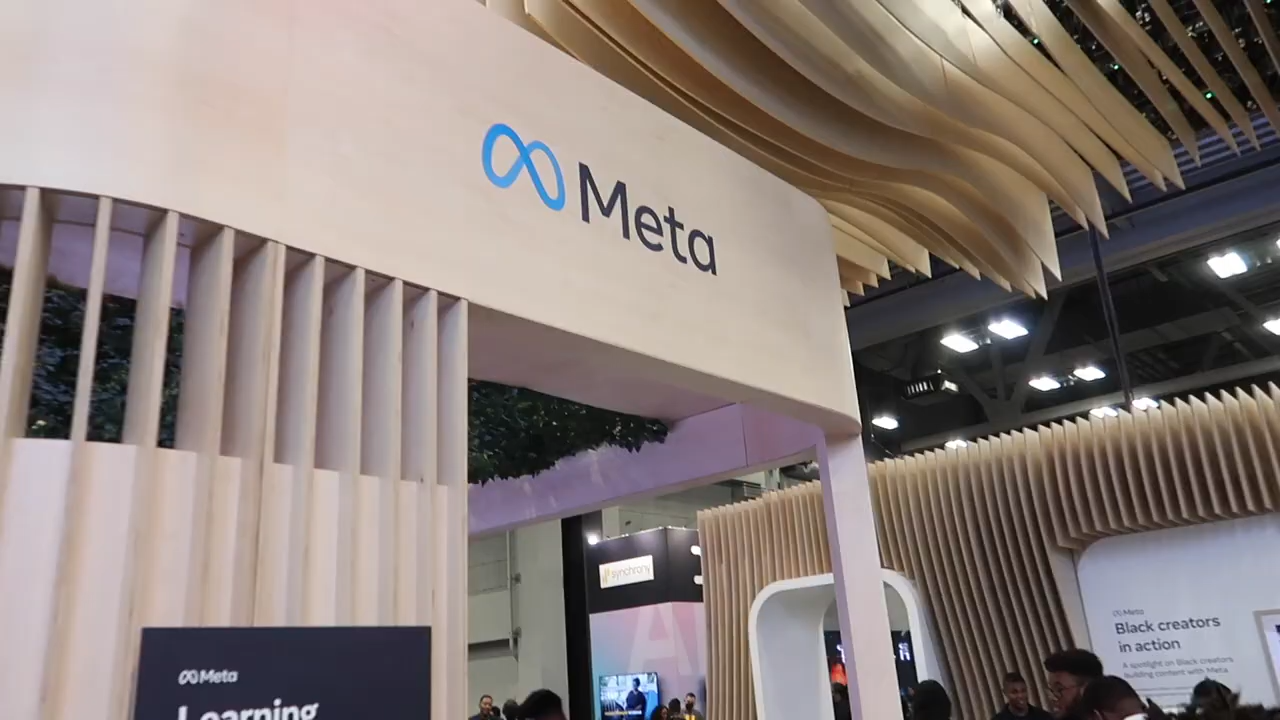 Meta
synchrony
Meta
Learning
Meta
Black creators
in action
A spotlight on Black creators
building content with Meta.